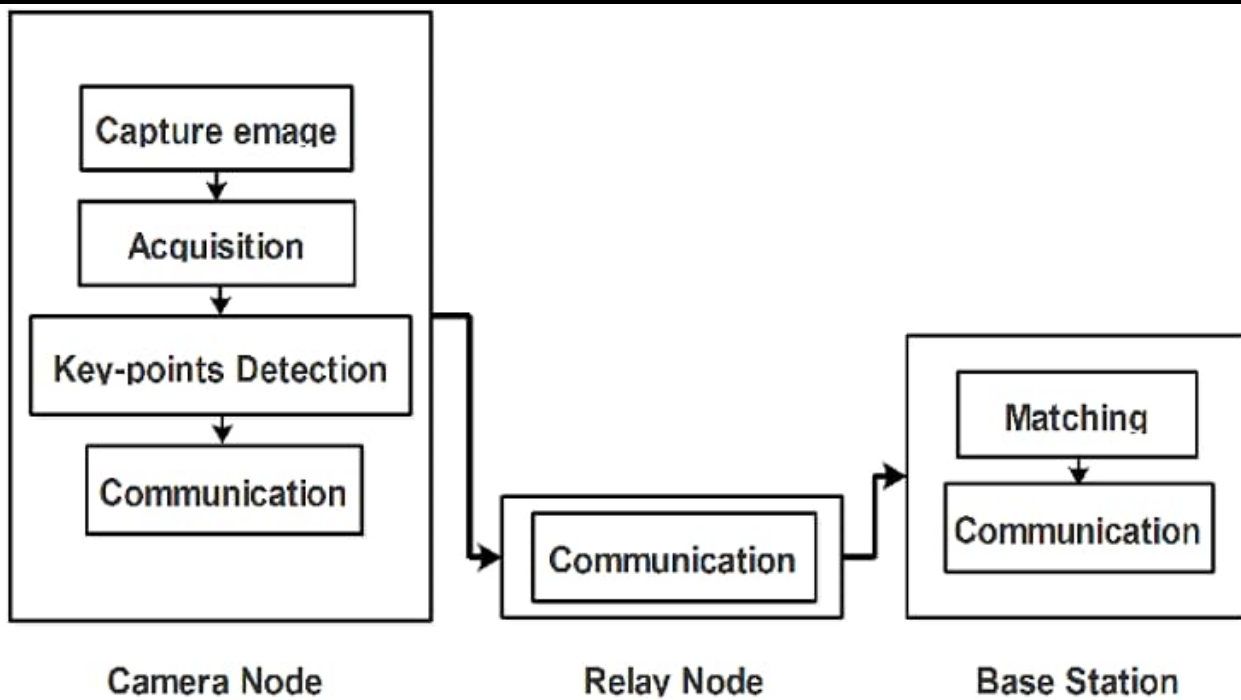 Capture emage
Acquisition
Key-points Detection
Communication
Communication
Matching
Communication
Camera Node
Relay Node
Base Station